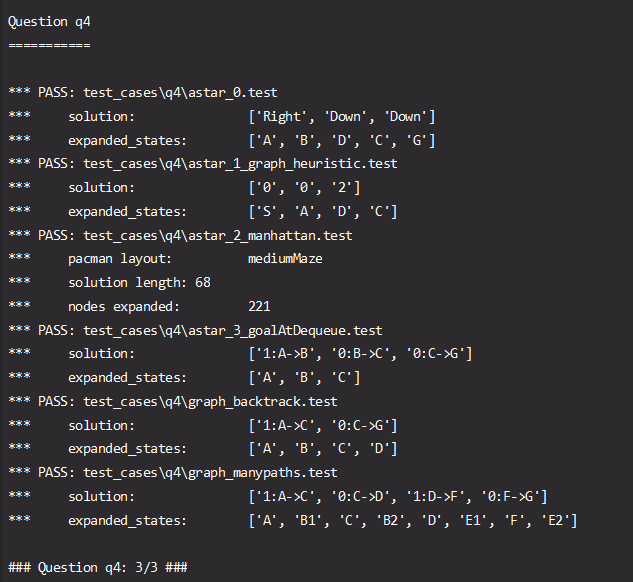 Question q4
===========
*** PASS: test_cases\q4\astar_0.test
***     solution:               ['Right', 'Down', 'Down']
***     expanded_states:        ['A', 'B', 'D', 'C', 'G']
*** PASS: test_cases\q4\astar_1_graph_heuristic.test
***     solution:               ['0', '0', '2']
***     expanded_states:        ['S', 'A', 'D', 'C']
*** PASS: test_cases\q4\astar_2_manhattan.test
***     pacman layout:          mediumMaze
***     solution length: 68
***     nodes expanded:         221
*** PASS: test_cases\q4\astar_3_goalAtDequeue.test
***     solution:               ['1:A->B', '0:B->C', '0:C->G']
***     expanded_states:        ['A', 'B', 'C']
*** PASS: test_cases\q4\graph_backtrack.test
***     solution:               ['1:A->C', '0:C->G']
***     expanded_states:        ['A', 'B', 'C', 'D']
*** PASS: test_cases\q4\graph_manypaths.test
***     solution:               ['1:A->C', '0:C->D', '1:D->F', '0:F->G']
***     expanded_states:        ['A', 'B1', 'C', 'B2', 'D', 'E1', 'F', 'E2']
### Question q4: 3/3 ###